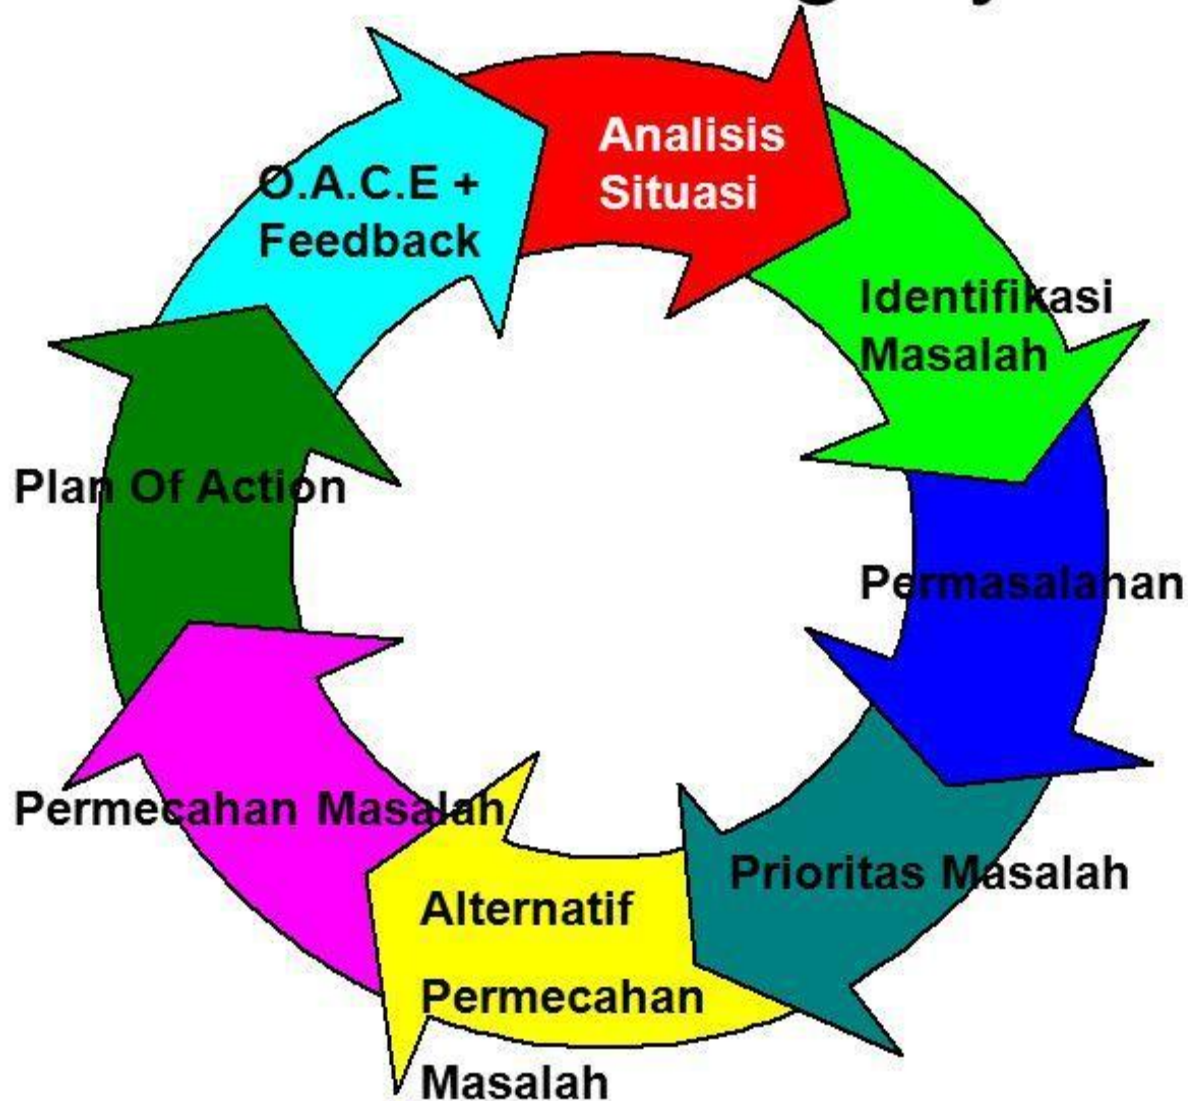 Analisis
Situasi
Identifikasi
Masalah
Permasalahan
Prioritas Masalah
Alternatif
Permecahan
Masalah
Permecahan Masalah
Plan Of Action
O.A.C.E +
Feedback